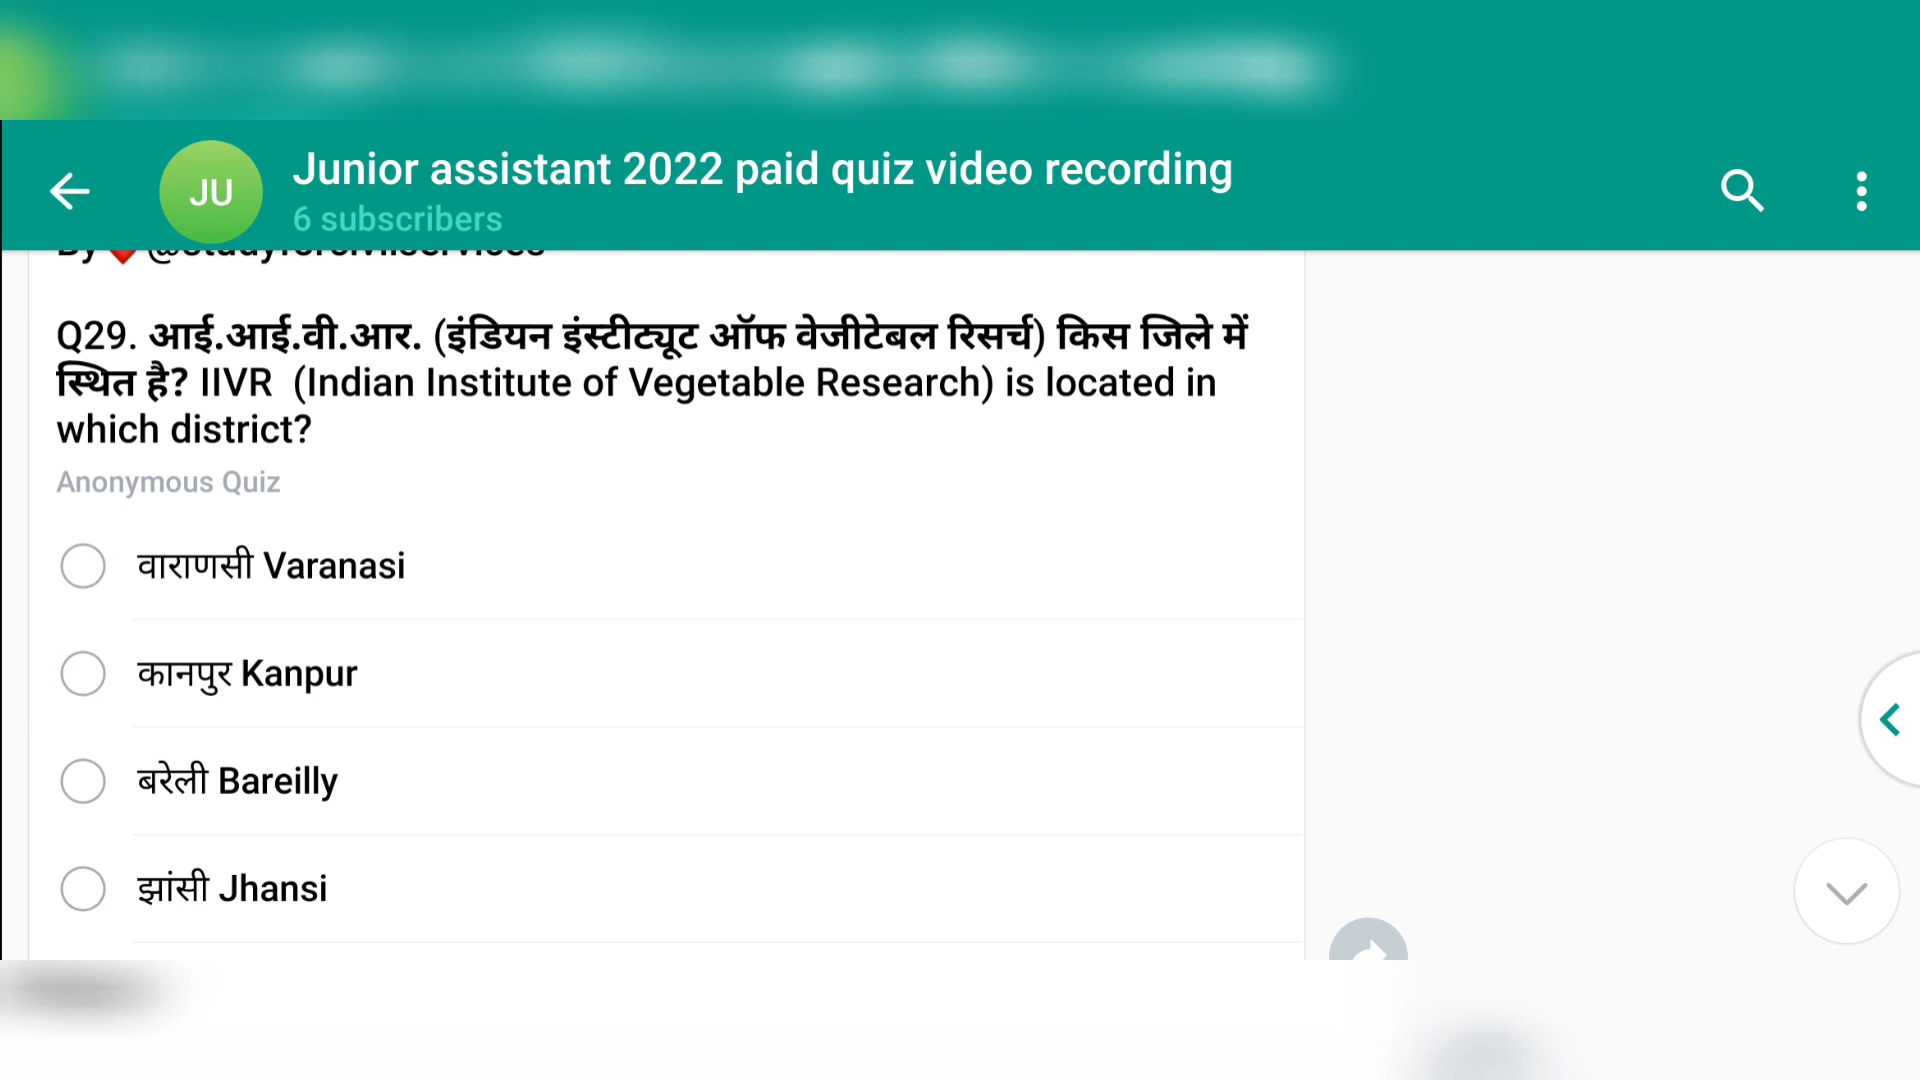 Junior assistant 2022 paid quiz video recording
JU
6 subscribers
By ❤ @studyforcivilservices
Q29. आई.आई.वी.आर. (इंडियन इंस्टीट्यूट ऑफ वेजीटेबल रिसर्च) किस जिले में
स्थित है? IIVR (Indian Institute of Vegetable Research) is located in
which district?
Anonymous Quiz
वाराणसी Varanasi
कानपुर Kanpur
बरेली Bareilly
झांसी Jhansi